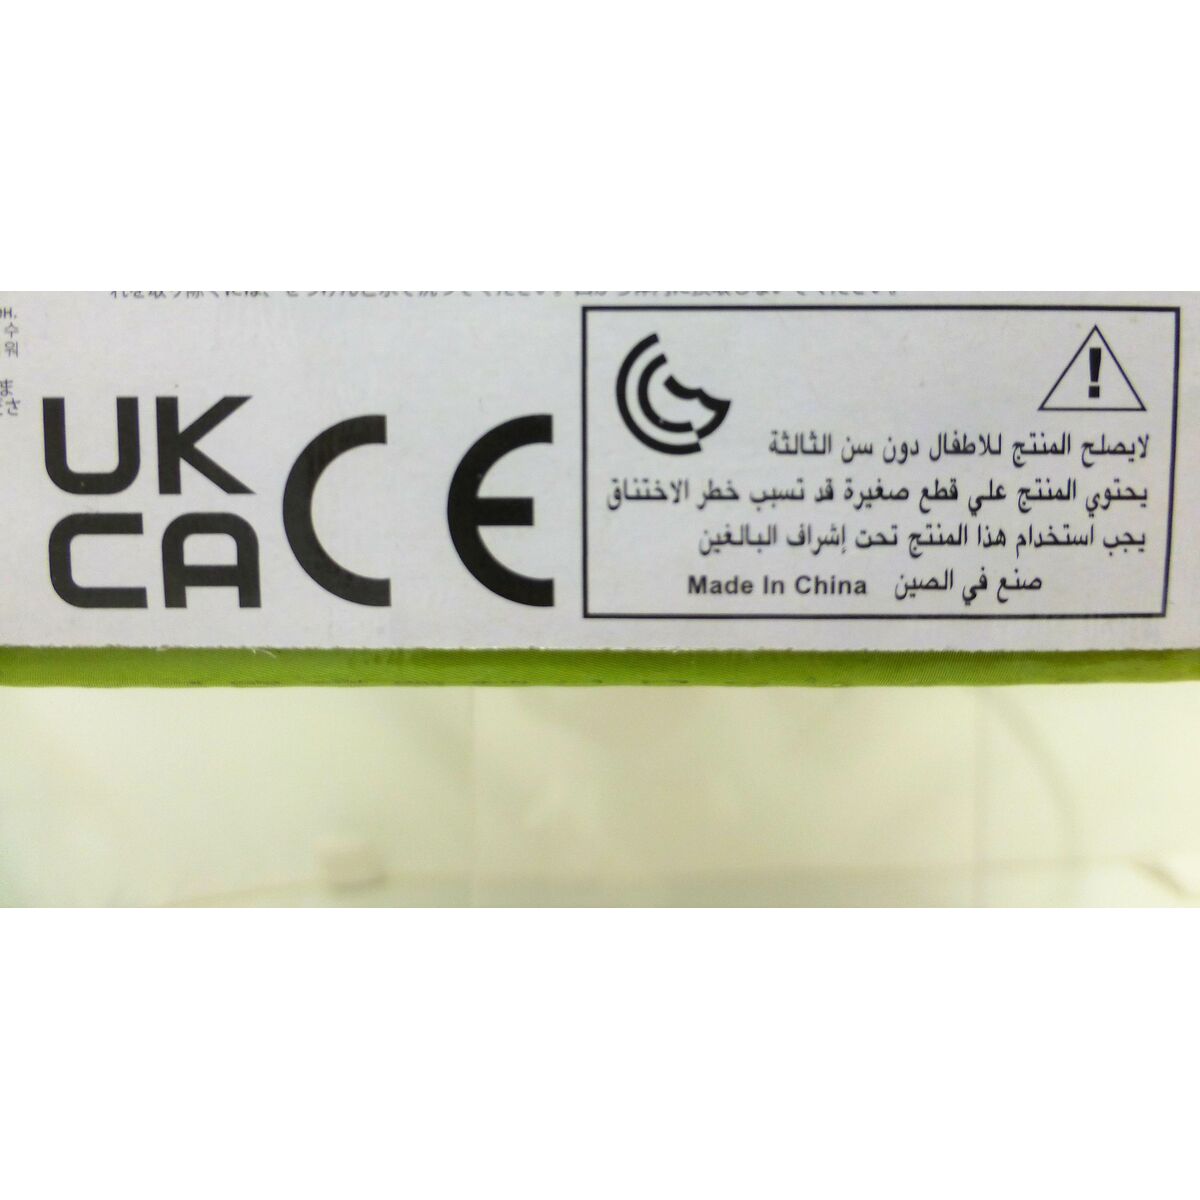 UK
CA
CE
لايصلح المنتج للاطفال دون سن الثالثة
يحتوي المنتج علي قطع صغيرة قد تسبب خطر الاختناق
يجب استخدام هذا المنتج تحت إشراف البالغين
صنع في الصين Made In China